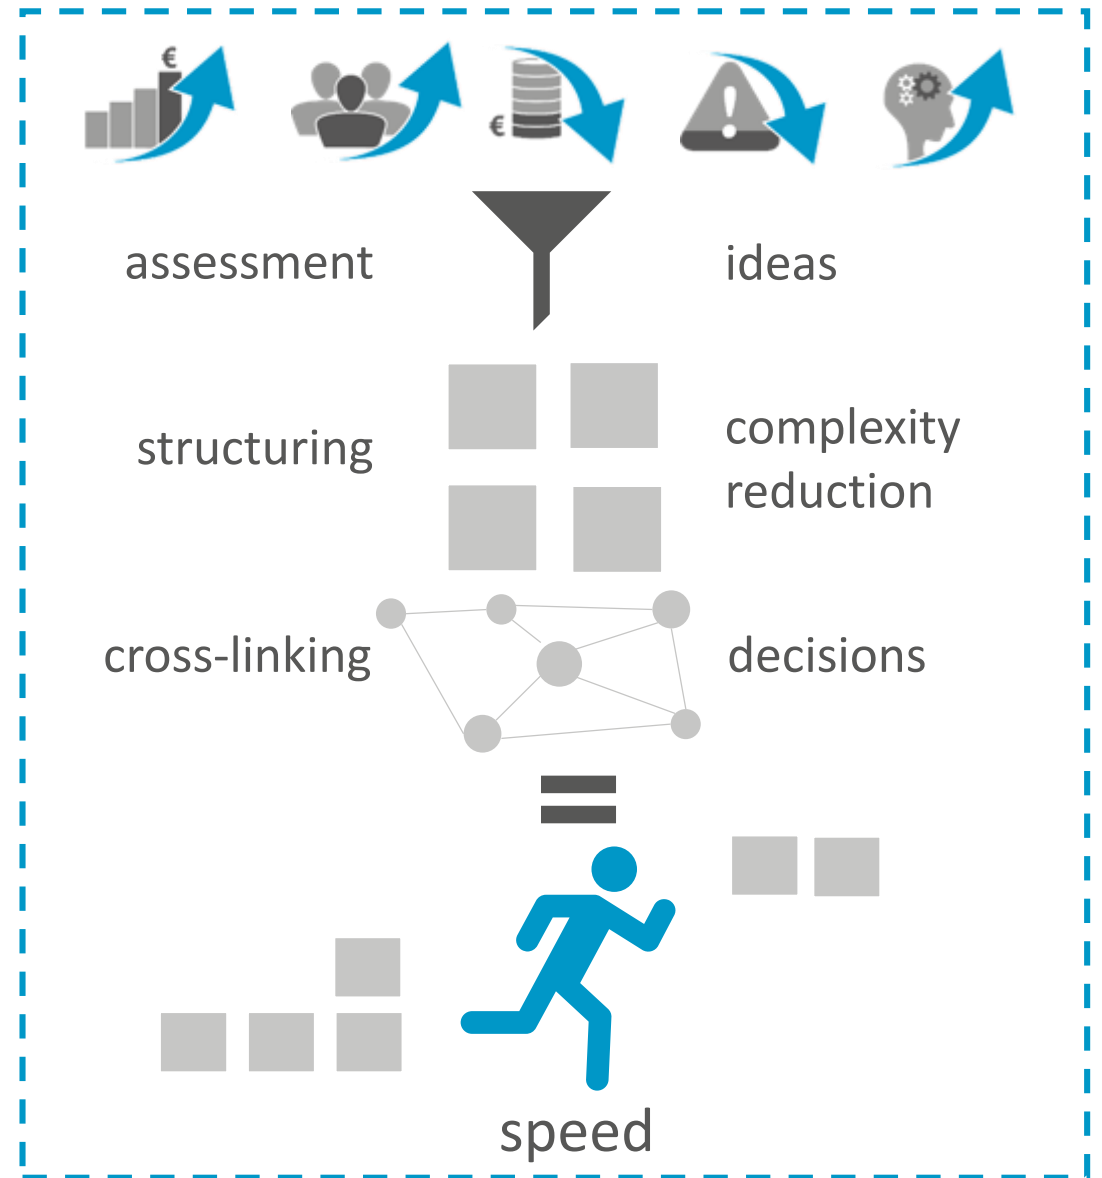 €
€
assessment
ideas
structuring
complexity
reduction
cross-linking
decisions
speed